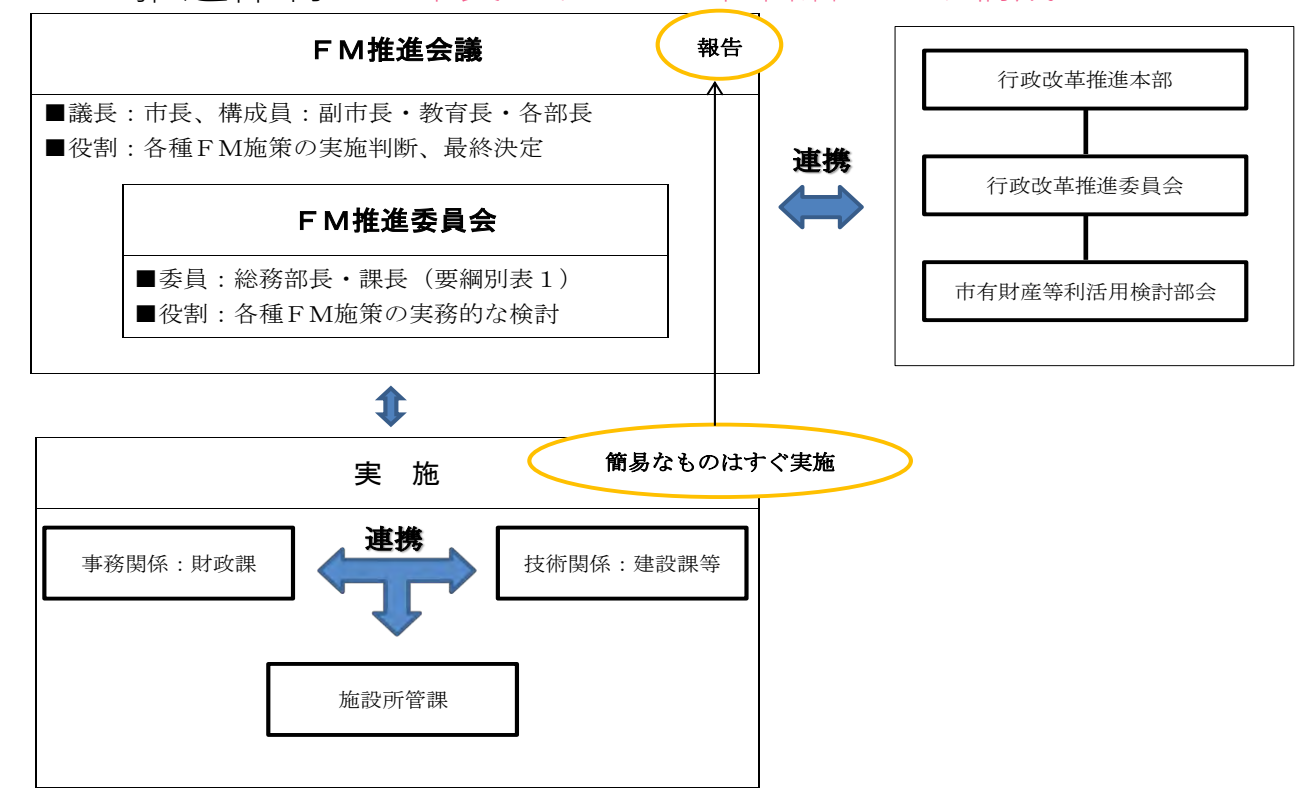 ＦＭ推進会議
報告
■議長：市長、構成員：副市長・教育長・各部長
■役割：各種ＦＭ施策の実施判断、最終決定
ＦＭ推進委員会
■委員：総務部長・課長（要綱別表１）
■役割：各種ＦＭ施策の実務的な検討
連携
行政改革推進本部
行政改革推進委員会
市有財産等利活用検討部会
実　施
簡易なものはすぐ実施
連携
事務関係：財政課
技術関係：建設課等
施設所管課